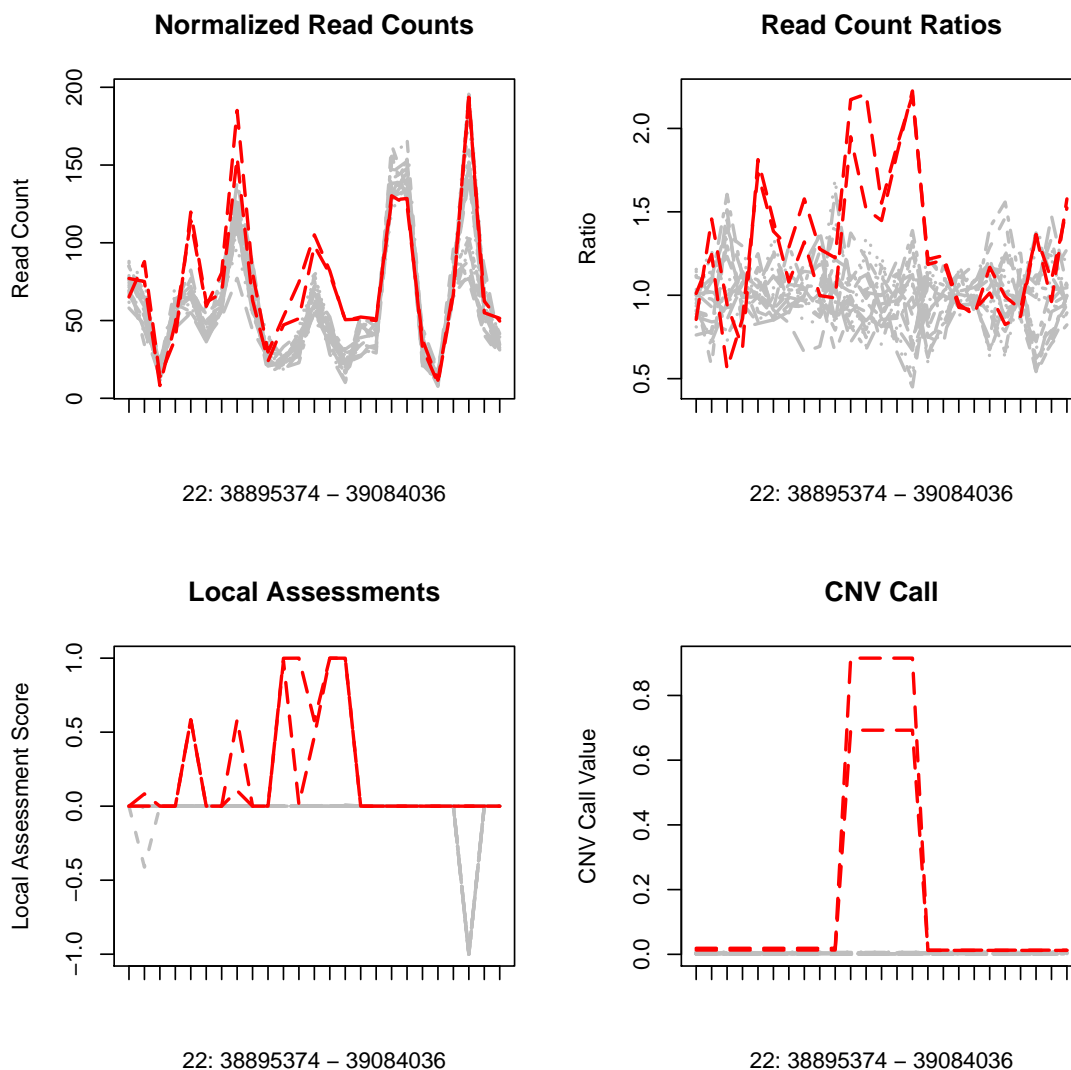 Normalized Read Counts
Read Count
0
50
100
150
200
22: 38895374 – 39084036
Read Count Ratios
Ratio
0.5
1.0
1.5
2.0
22: 38895374 – 39084036
Local Assessments
Local Assessment Score
−1.0
−0.5
0.0
0.5
1.0
22: 38895374 – 39084036
CNV Call
CNV Call Value
0.0
0.2
0.4
0.6
0.8
22: 38895374 – 39084036